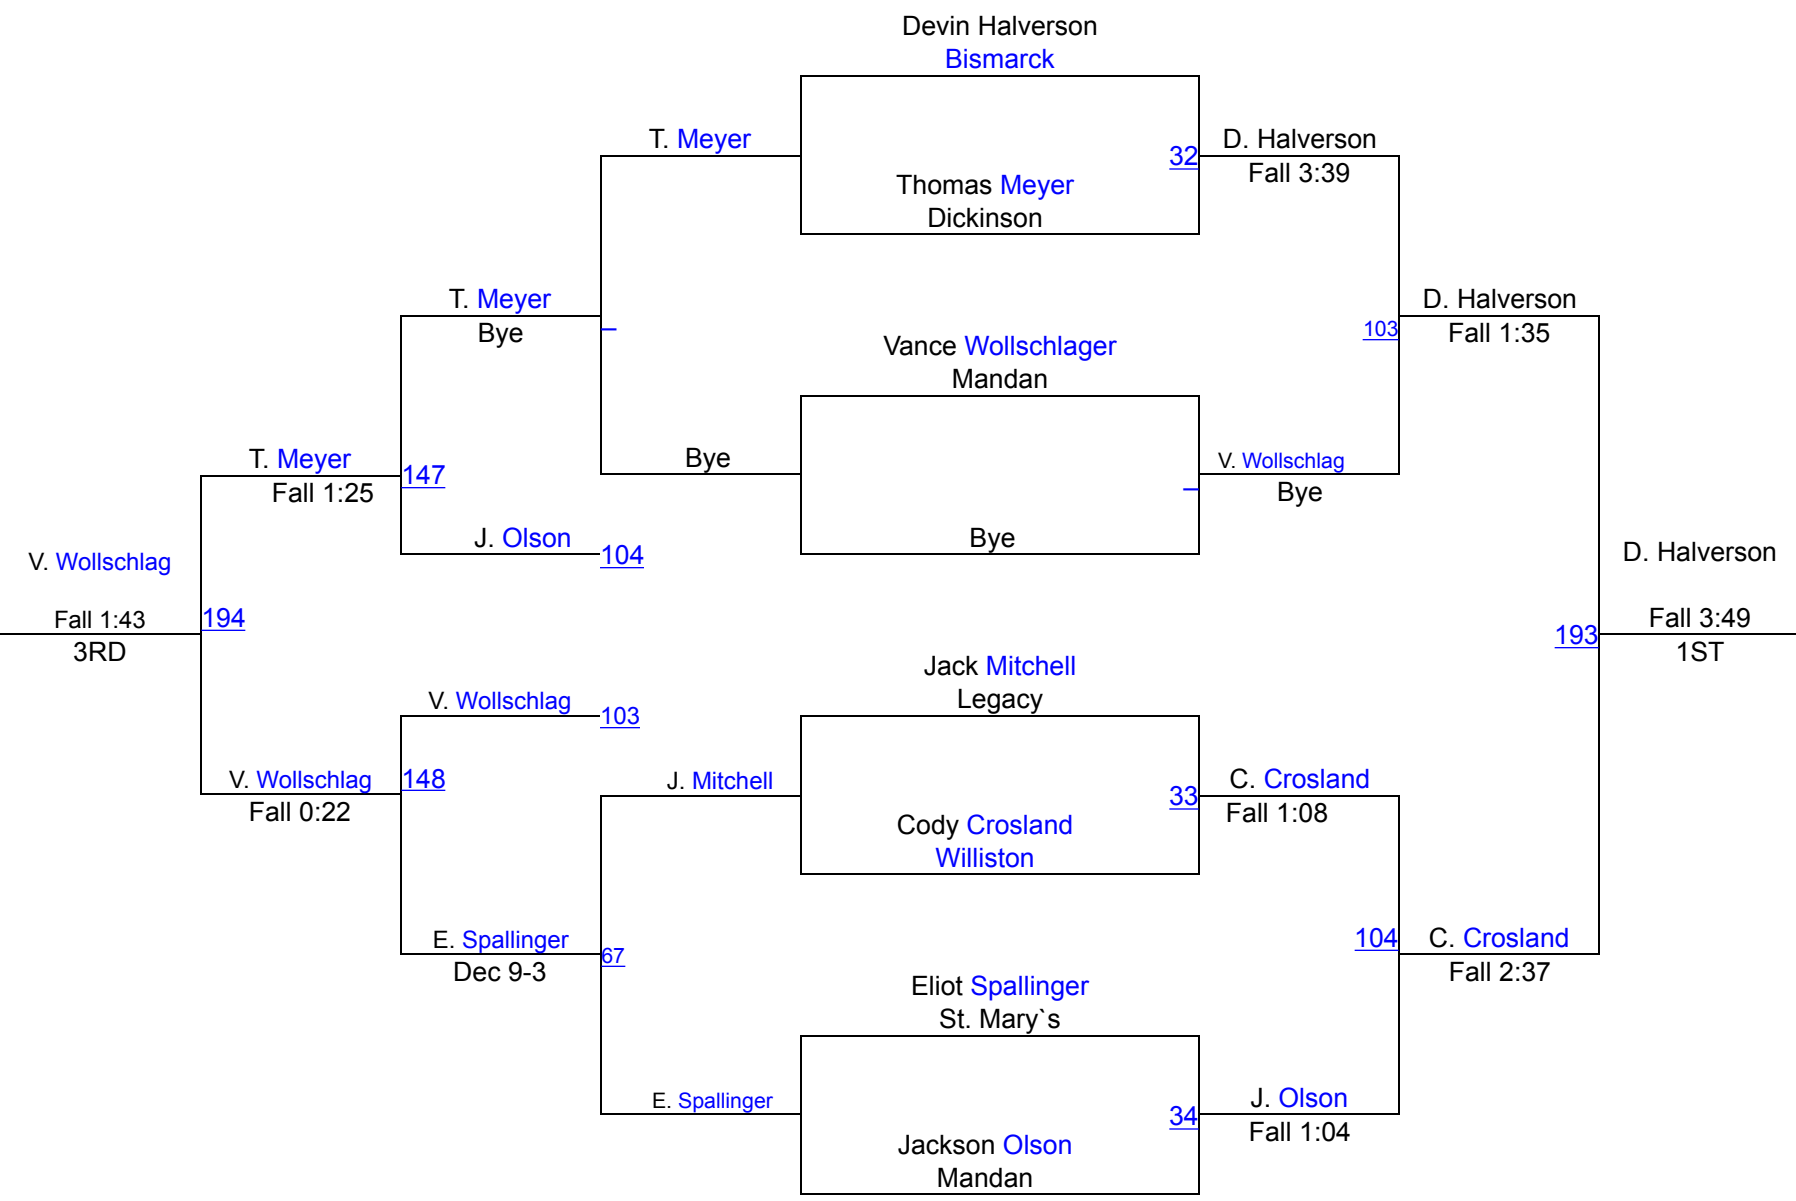 Devin Halverson
Bismarck
T. Meyer
32
D. Halverson
Fall 3:39
Thomas Meyer
Dickinson
T. Meyer
Bye
103
D. Halverson
Fall 1:35
Vance Wollschlager
Mandan
T. Meyer
Fall 1:25
147
Bye
V. Wollschlag
Bye
J. Olson
104
Bye
V. Wollschlag
Fall 1:43
3RD
194
D. Halverson
Fall 3:49
1ST
193
Jack Mitchell
Legacy
V. Wollschlag
103
V. Wollschlag
Fall 0:22
148
J. Mitchell
33
C. Crosland
Fall 1:08
Cody Crosland
Williston
E. Spallinger
Dec 9-3
67
104
C. Crosland
Fall 2:37
Eliot Spallinger
St. Mary`s
E. Spallinger
34
J. Olson
Fall 1:04
Jackson Olson
Mandan